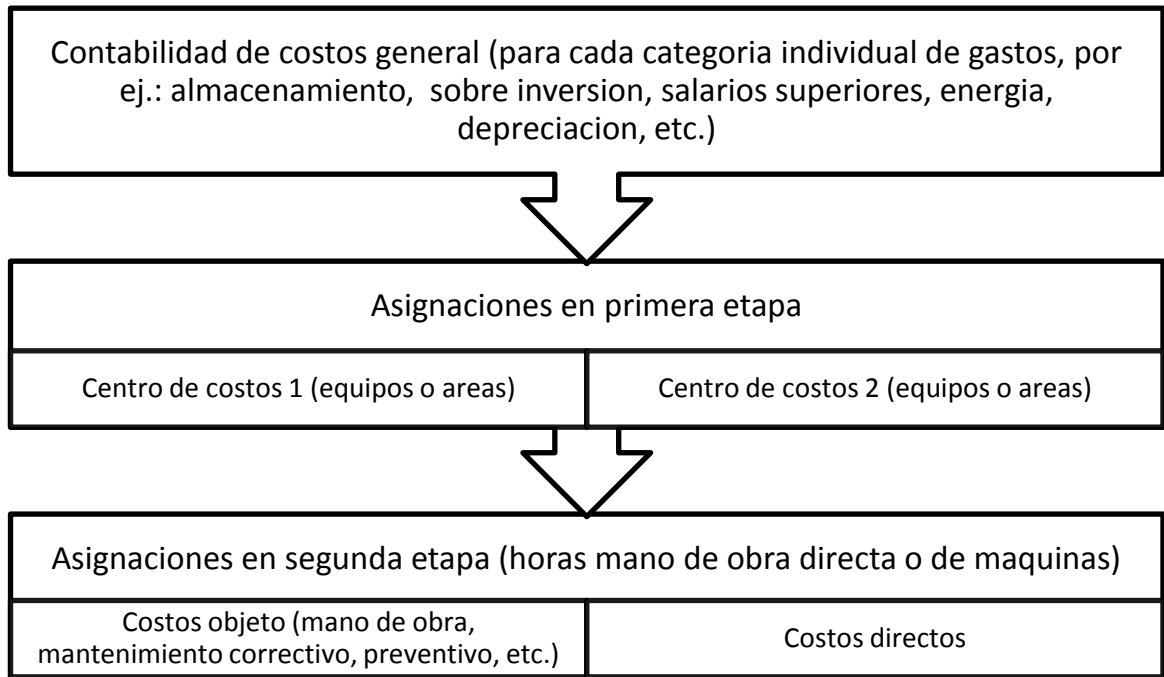 Contabilidad de costos general (para cada categoria individual de gastos, por
ej.: almacenamiento, sobre inversion, salarios superiores, energia,
depreciacion, etc.)
Asignaciones en primera etapa
Centro de costos 1 (equipos o areas)
Centro de costos 2 (equipos o areas)
Asignaciones en segunda etapa (horas mano de obra directa o de maquinas)
Costos objeto (mano de obra,
mantenimiento correctivo, preventivo, etc.)
Costos directos